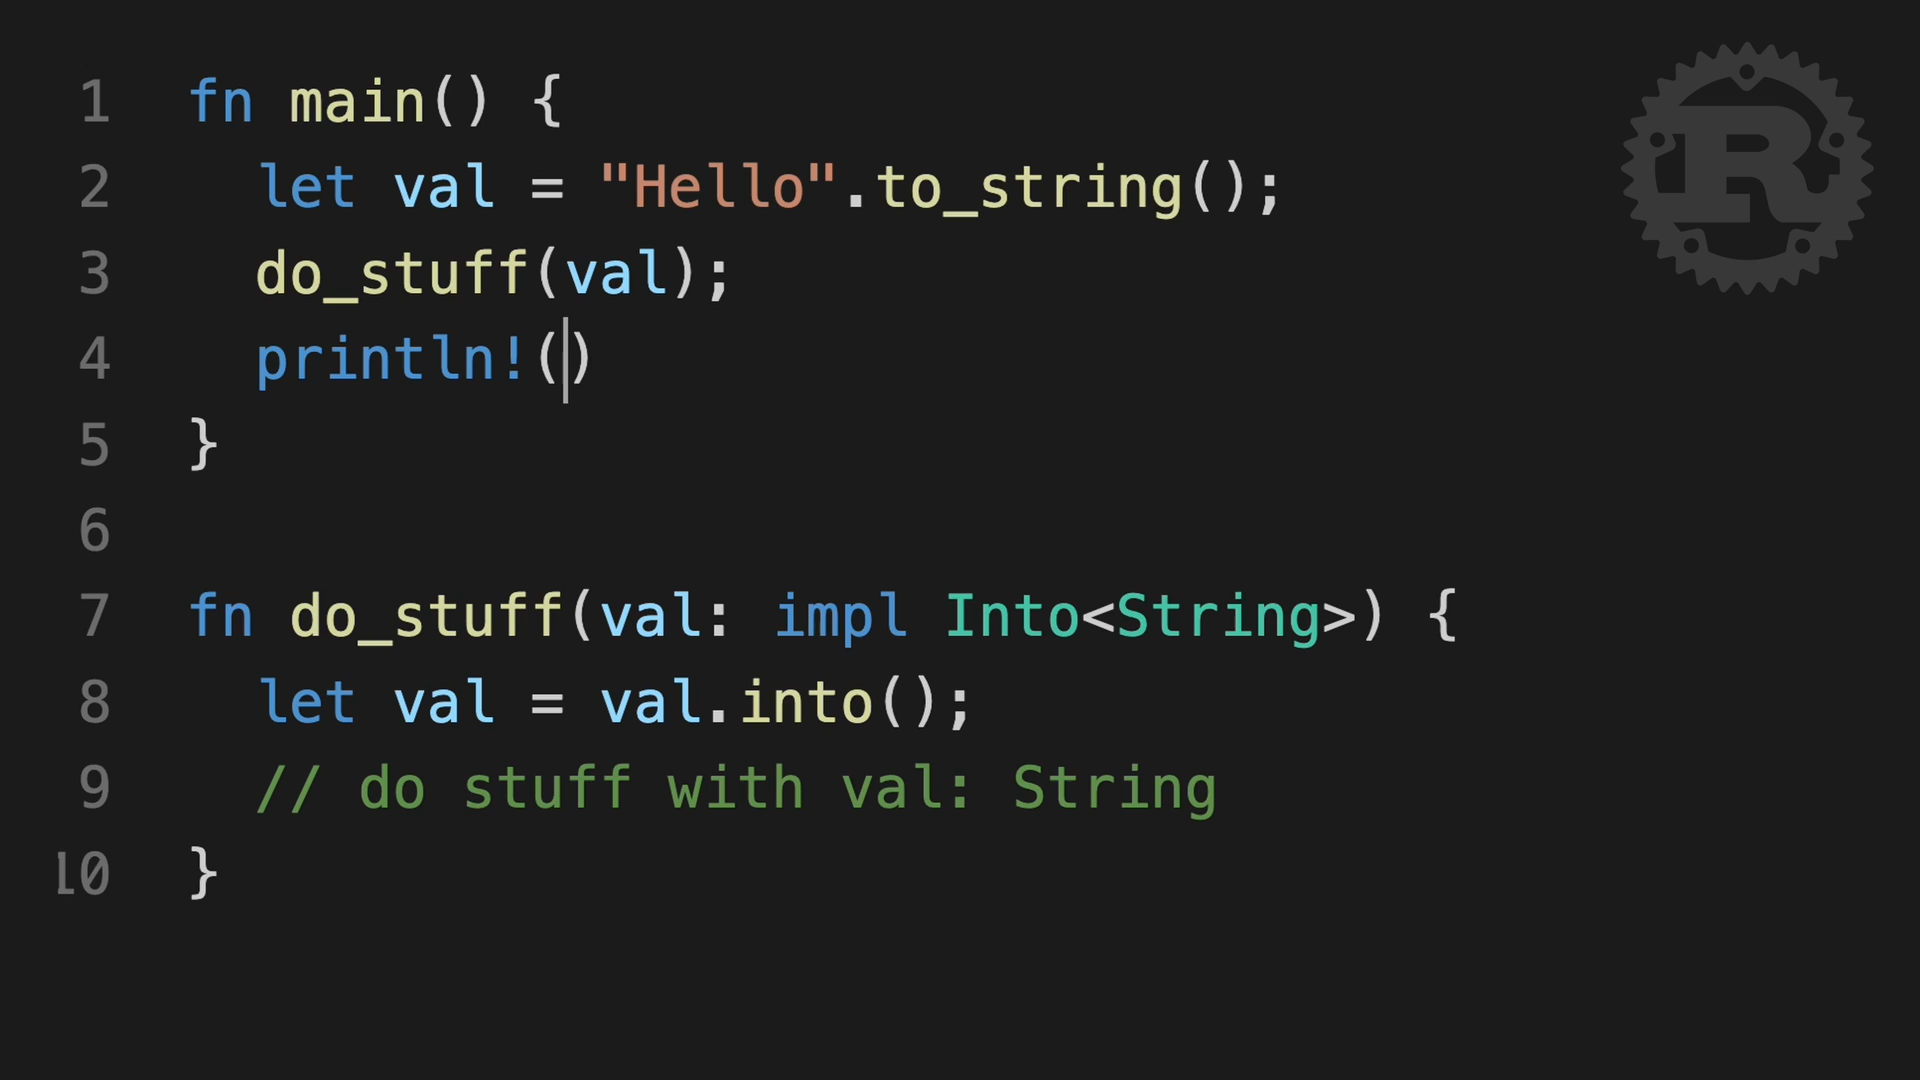 1 fn main() {
2 let val = "Hello".to_string();
3 do_stuff(val);
4 println!()
5 }
6
7 fn do_stuff(val: impl Into<String>) {
8 let val = val.into();
9 // do stuff with val: String
10 }
R